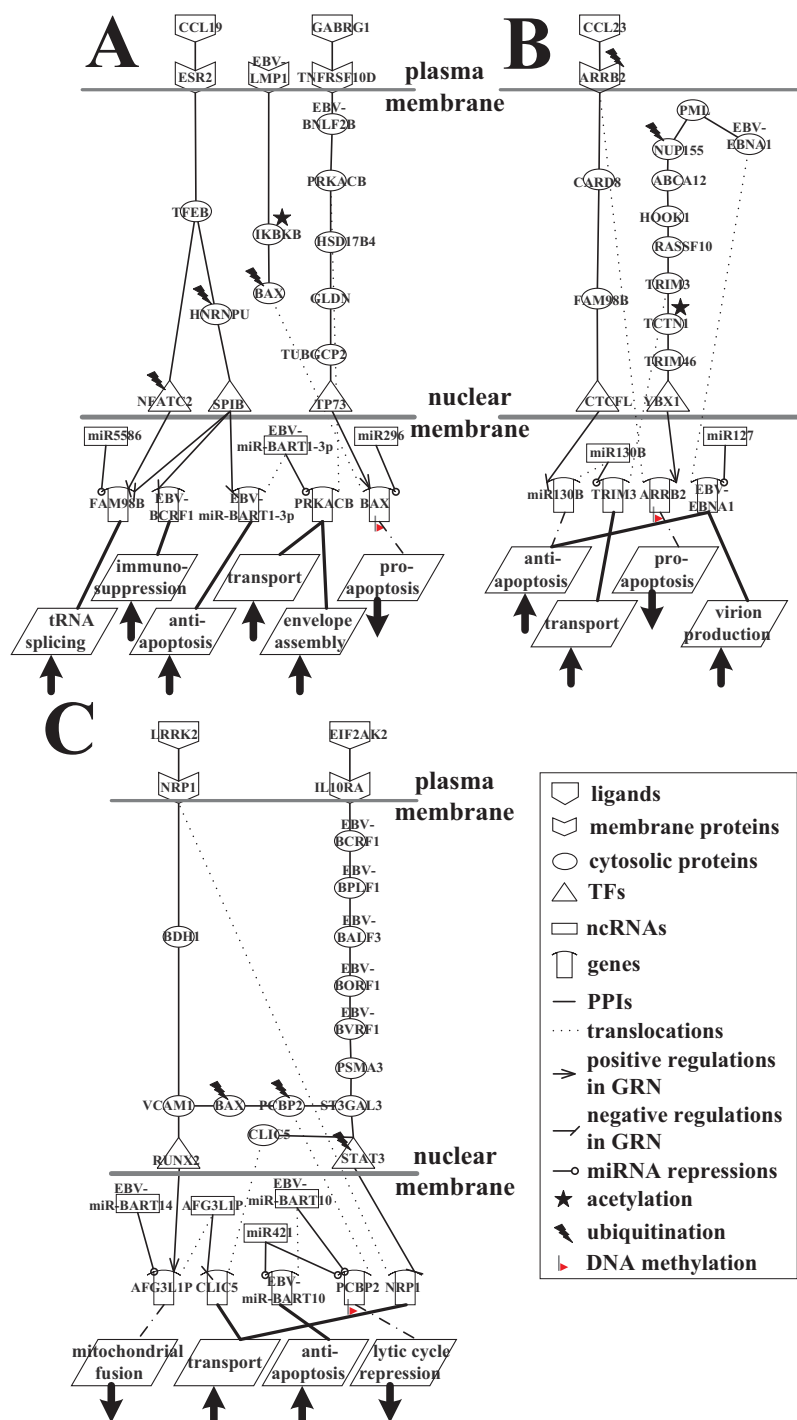 A
CCL19
GABRG1
ESR2
EBV-
LMP1
TNFRSF10D
plasma
membrane
EBV-
BNLF2B
PRKACB
TFEB
IKBKB
HSD17B4
BAX
GLDN
HNRNPU
TUBGCP2
NFATC2
SPIB
TP73
nuclear
membrane
miR5586
EBV-
miR-BART1-3p
miR296
FAM98B
EBV-
BCRF1
EBV-
miR-BART1-3p
PRKACB
BAX
immuno-
suppression
transport
pro-
apoptosis
tRNA
splicing
anti-
apoptosis
envelope
assembly
B
CCL23
ARRB2
PML
EBV-
EBNA1
NUP155
CARD8
ABCA12
HOOK1
RASSF10
TRIM3
FAM98B
TCTN1
TRIM46
CTCFL
YBX1
miR130B
miR127
miR130B
TRIM3
ARRB2
EBV-
EBNA1
anti-
apoptosis
pro-
apoptosis
transport
virion
production
C
LRRK2
EIF2AK2
NRP1
IL10RA
plasma
membrane
EBV-
BCRF1
EBV-
BPLF1
BDH1
EBV-
BALF3
EBV-
BORF1
EBV-
BVRF1
PSMA3
VCAM1
BAX
PCBP2
ST3GAL3
CLIC5
RUNX2
STAT3
nuclear
membrane
EBV-
miR-BART14
AFG3L1P
EBV-
miR-BART10
miR421
AFG3L1P
CLIC5
EBV-
miR-BART10
PCBP2
NRP1
mitochondrial
fusion
transport
anti-
apoptosis
lytic cycle
repression
ligands
membrane proteins
cytosolic proteins
TFs
ncRNAs
genes
PPIs
translocations
positive regulations
in GRN
negative regulations
in GRN
miRNA repressions
acetylation
ubiquitination
DNA methylation